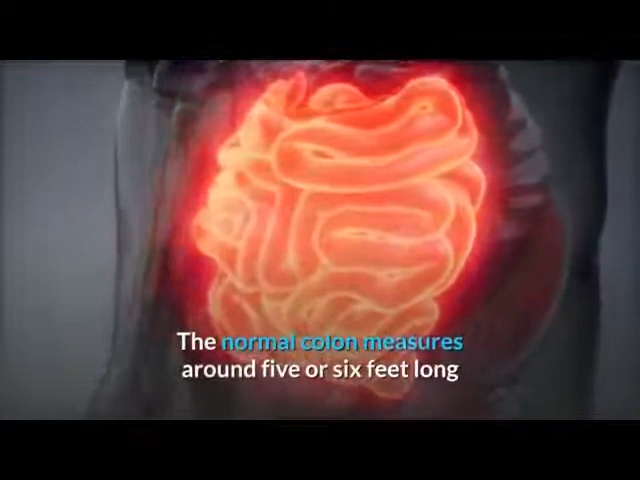 The normal colon measures
around five or six feet long